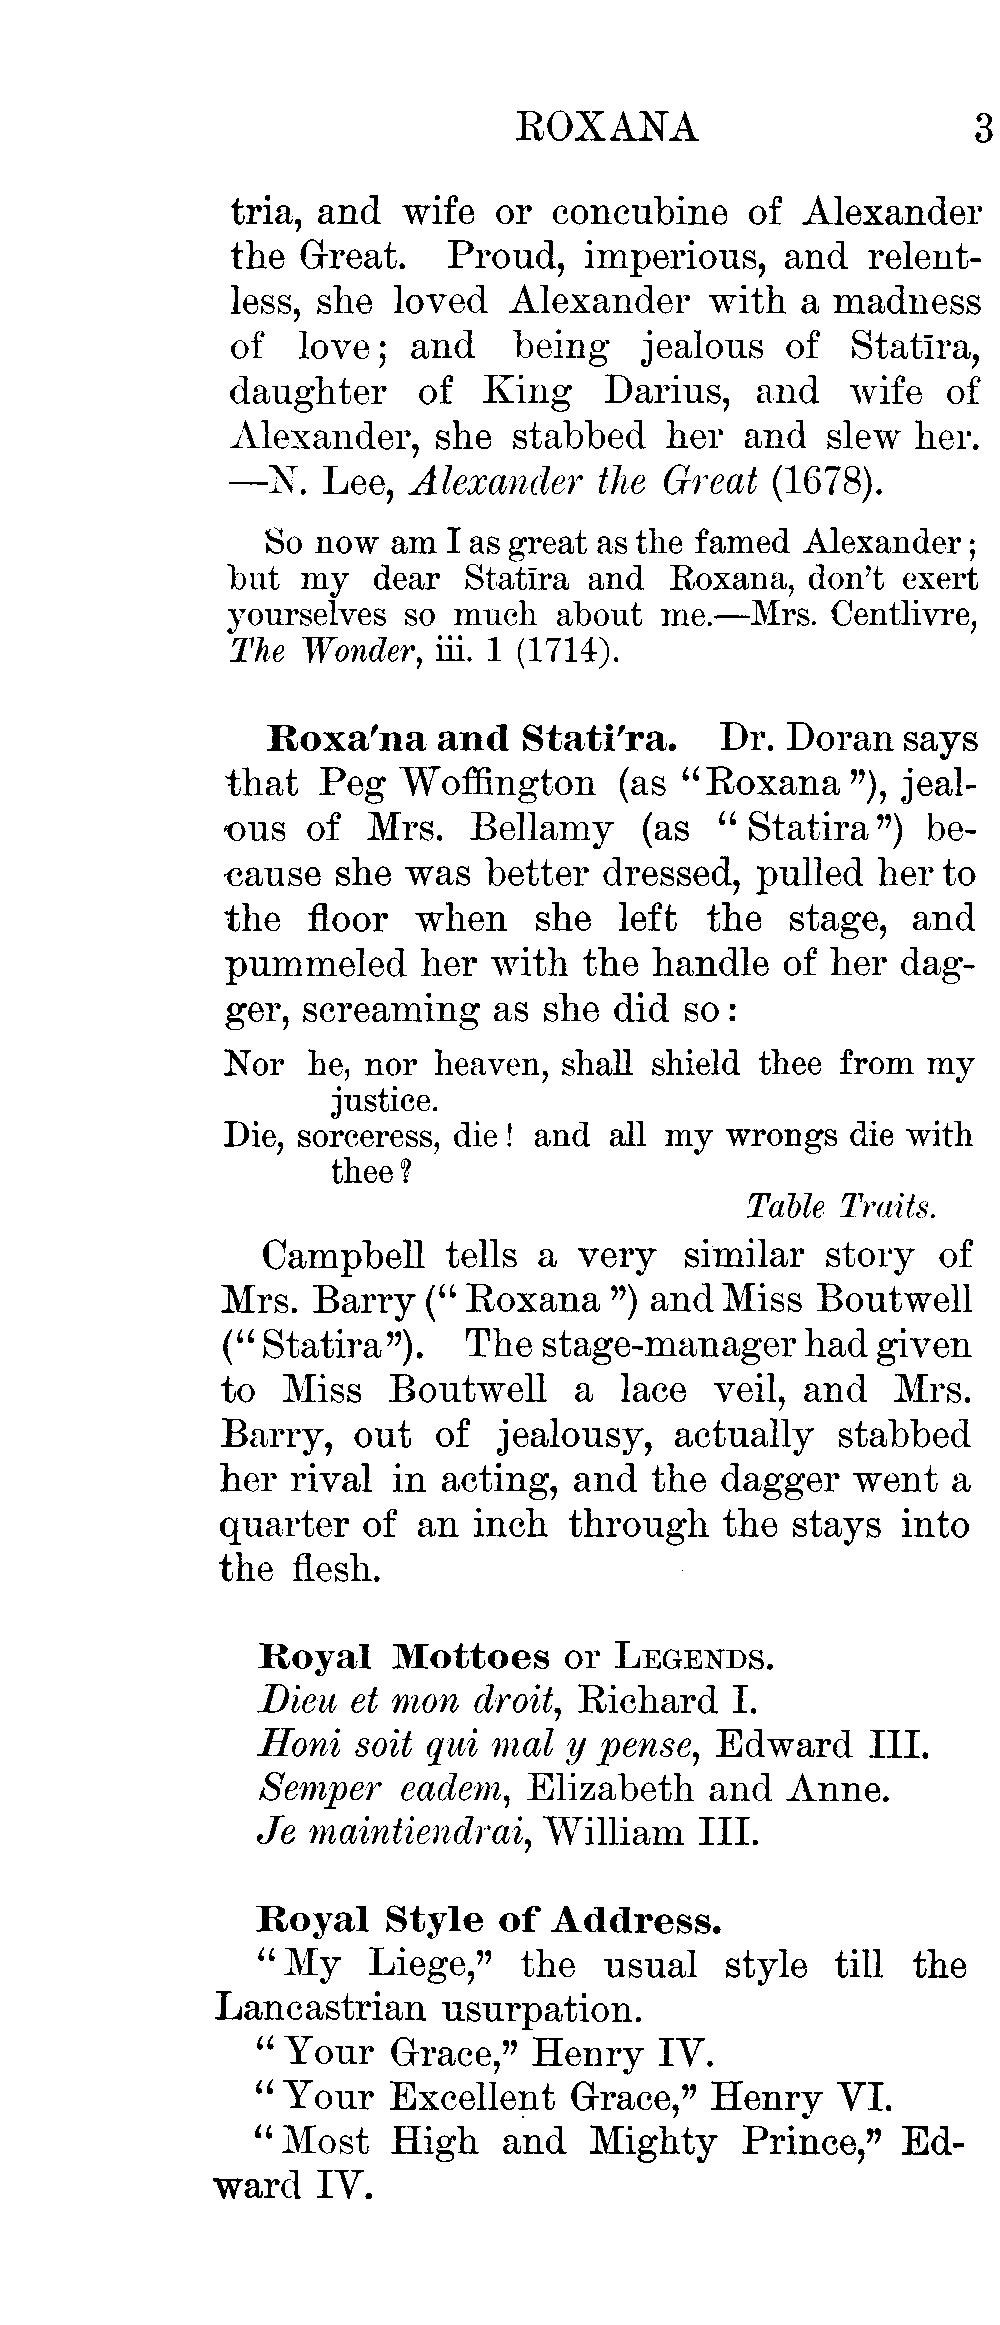 ROXANA 3
tria, and wife or concubine of Alexander
the Great. Proud, imperious, and relent-
less, she loved Alexander with a madness
of love; and being jealous of Statīra,
daughter of King Darius, and wife of
Alexander, she stabbed her and slew her.
—N. Lee, Alexander the Great (1678).
So now am I as great as the famed Alexander;
but my dear Statīra and Roxana, don't exert
yourselves so much about me.—Mrs. Centlivre,
The Wonder, iii. 1 (1714).
Roxa'na and Stati'ra. Dr. Doran says
that Peg Woffington (as “Roxana”), jeal-
ous of Mrs. Bellamy (as “Statira”) be-
cause she was better dressed, pulled her to
the floor when she left the stage, and
pummeled her with the handle of her dag-
ger, screaming as she did so:
Nor he, nor heaven, shall shield thee from my
justice.
Die, sorceress, die! and all my wrongs die with
thee?
Table Traits.
Campbell tells a very similar story of
Mrs. Barry (“Roxana”) and Miss Boutwell
(“Statira”). The stage-manager had given
to Miss Boutwell a lace veil, and Mrs.
Barry, out of jealousy, actually stabbed
her rival in acting, and the dagger went a
quarter of an inch through the stays into
the flesh.
Royal Mottoes or LEGENDS.
Dieu et mon droit, Richard I.
Honi soit qui mal y pense, Edward III.
Semper eadem, Elizabeth and Anne.
Je maintiendrai, William III.
Royal Style of Address.
“My Liege,” the usual style till the
Lancastrian usurpation.
“Your Grace,” Henry IV.
“Your Excellent Grace,” Henry VI.
“Most High and Mighty Prince,” Ed-
ward IV.